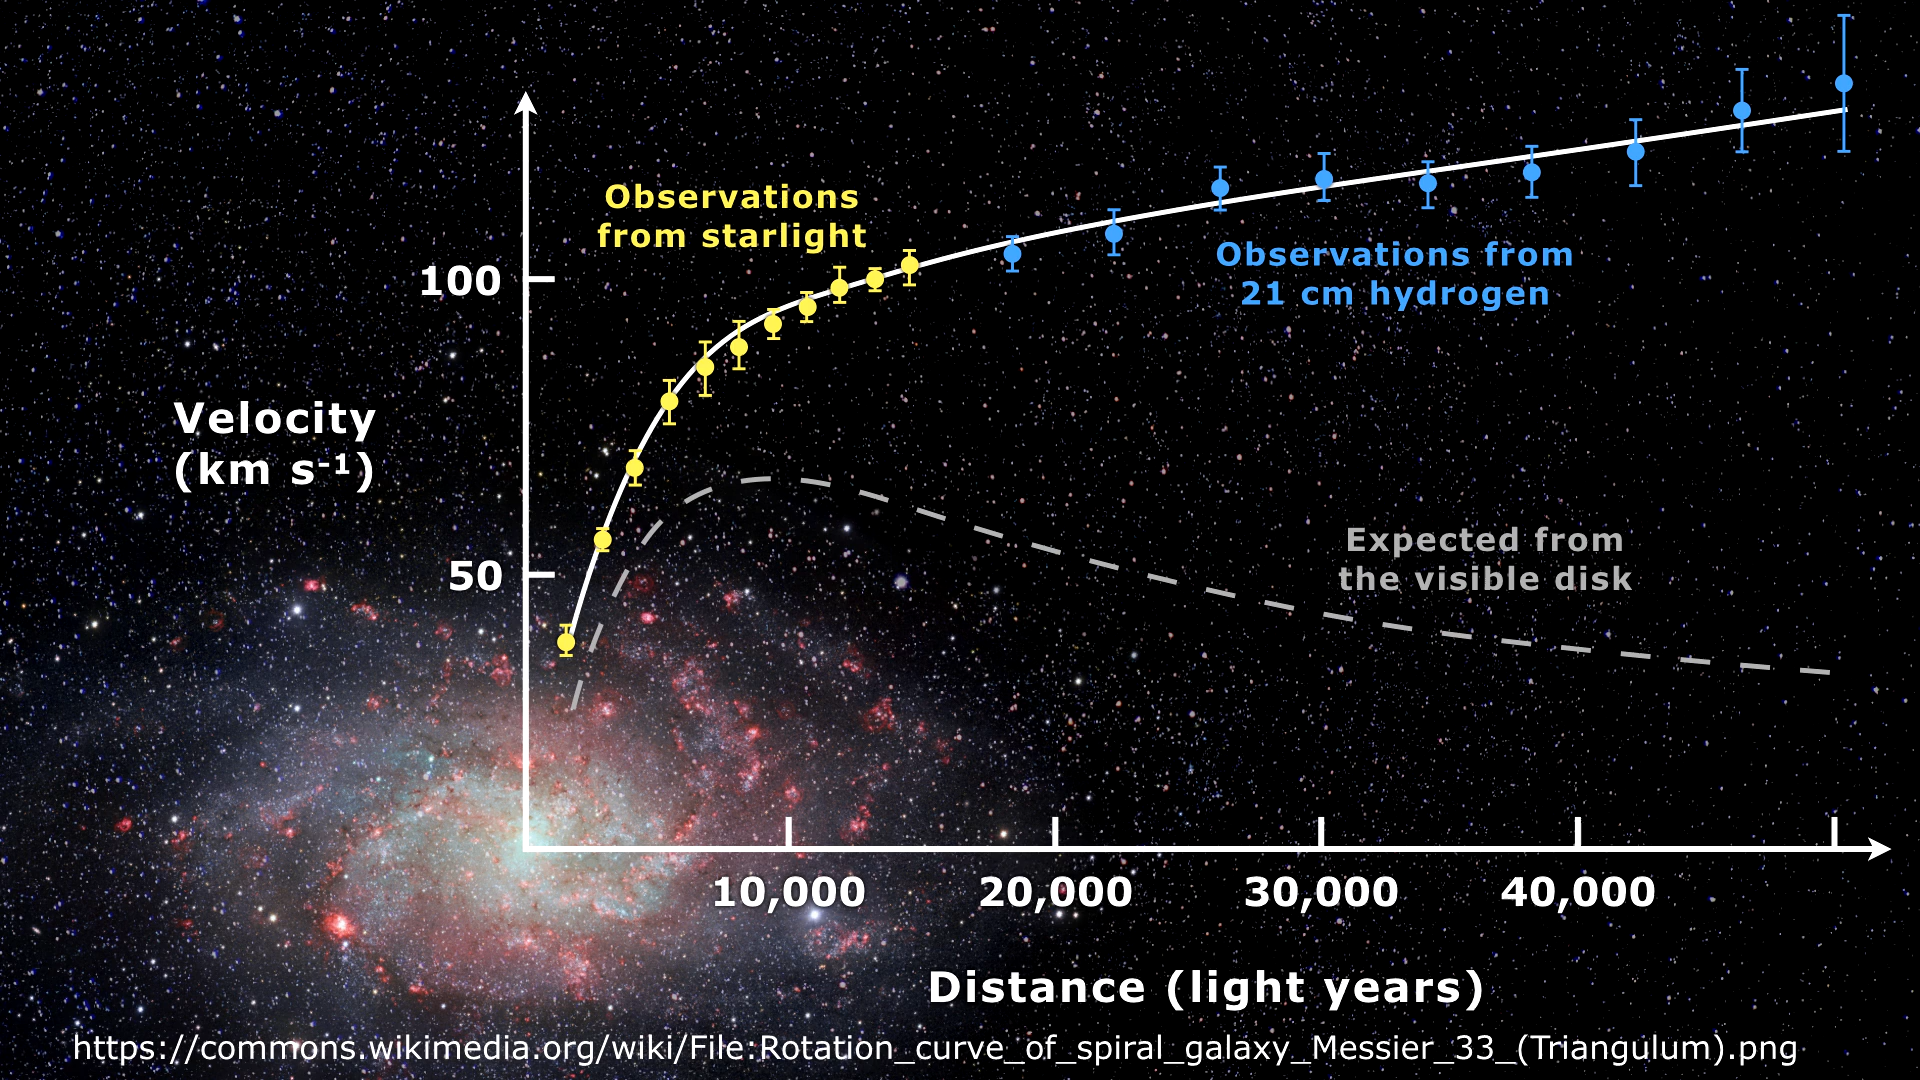 Observations
from starlight
100
Observations from
21 cm hydrogen
Velocity
(km s-1)
50
Expected from
the visible disk
10,000
20,000
30,000
40,000
Distance (light years)
https://commons.wikimedia.org/wiki/File:Rotation_curve_of_spiral_galaxy_Messier_33_(Triangulum).png